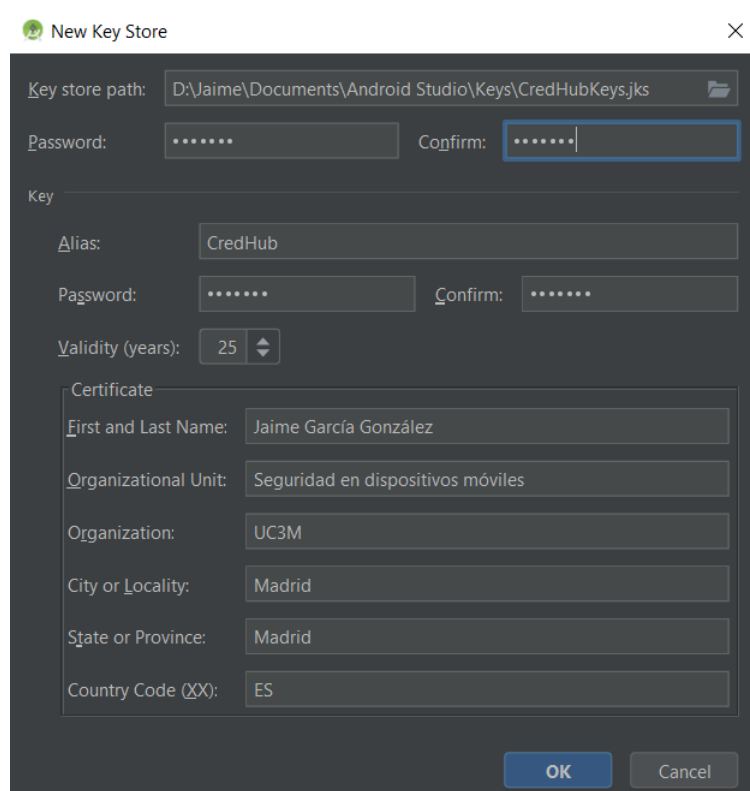 New Key Store
Key store path: D:\Jaime\Documents\Android Studio\Keys\CredHubKeys.jks
Password: ••••••• Confirm: •••••••
Key
Alias: CredHub
Password: ••••••• Confirm: •••••••
Validity (years): 25
Certificate
First and Last Name: Jaime García González
Organizational Unit: Seguridad en dispositivos móviles
Organization: UC3M
City or Locality: Madrid
State or Province: Madrid
Country Code (XX): ES
OK Cancel